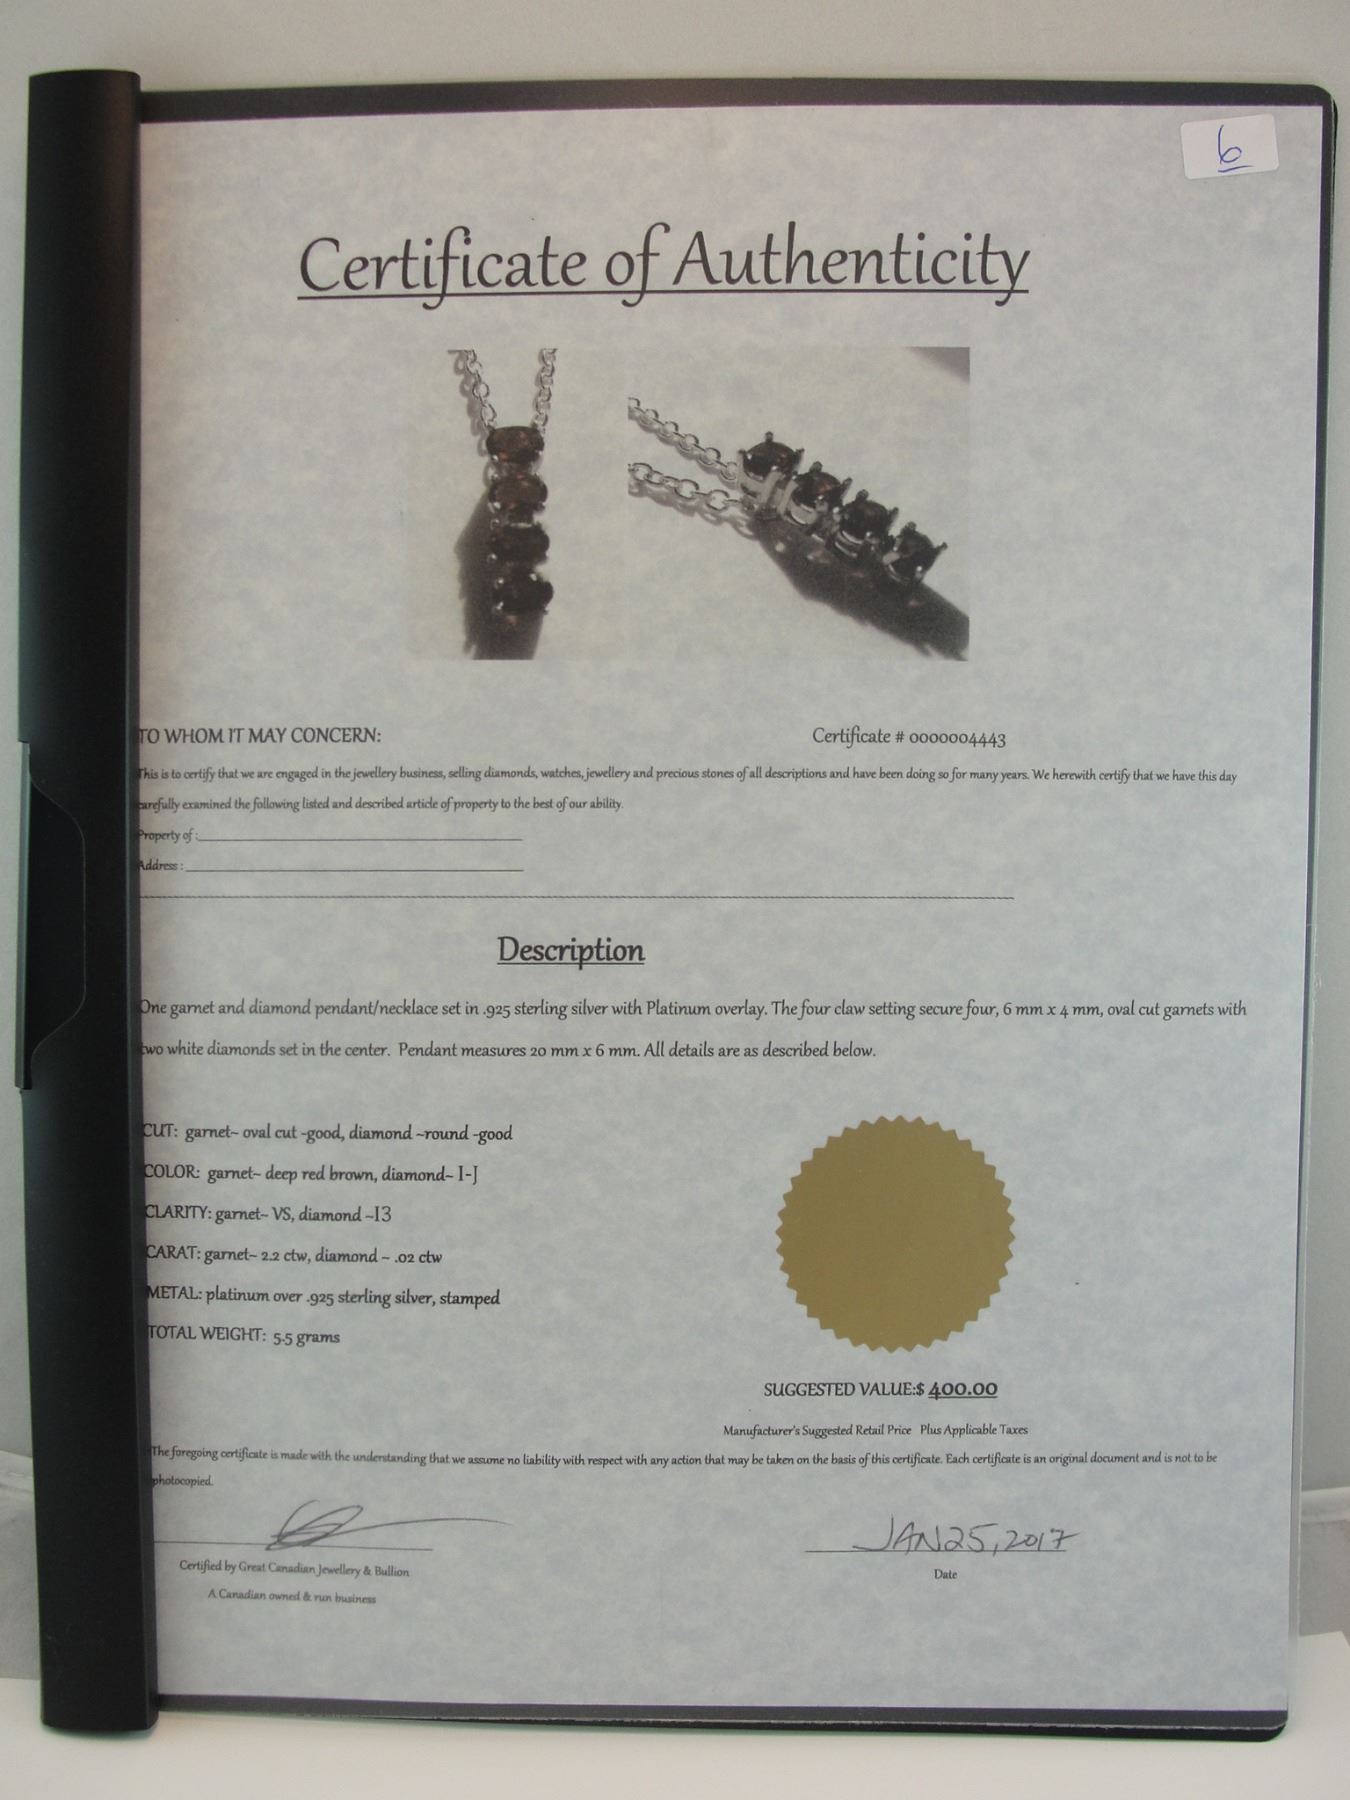 6
Certificate of Authenticity
TO WHOM IT MAY CONCERN:
Certificate # 0000004443
This is to certify that we are engaged in the jewellery business, selling diamonds, watches, jewellery and precious stones of all descriptions and have been doing so for many years. We herewith certify that we have this day
carefully examined the following listed and described article of property to the best of our ability.
Property of :
Address :
Description
One garnet and diamond pendant/necklace set in .925 sterling silver with Platinum overlay. The four claw setting secure four, 6 mm x 4 mm, oval cut garnets with
two white diamonds set in the center. Pendant measures 20 mm x 6 mm. All details are as described below.
CUT: garnet~ oval cut -good, diamond ~round -good
COLOR: garnet~ deep red brown, diamond~ I-J
CLARITY: garnet~ VS, diamond ~I3
CARAT: garnet~ 2.2 ctw, diamond ~ .02 ctw
METAL: platinum over .925 sterling silver, stamped
TOTAL WEIGHT: 5.5 grams
SUGGESTED VALUE:$ 400.00
Manufacturer's Suggested Retail Price Plus Applicable Taxes
The foregoing certificate is made with the understanding that we assume no liability with respect with any action that may be taken on the basis of this certificate. Each certificate is an original document and is not to be
photocopied.
JAN 25, 2017
Certified by Great Canadian Jewellery & Bullion
Date
A Canadian owned & run business